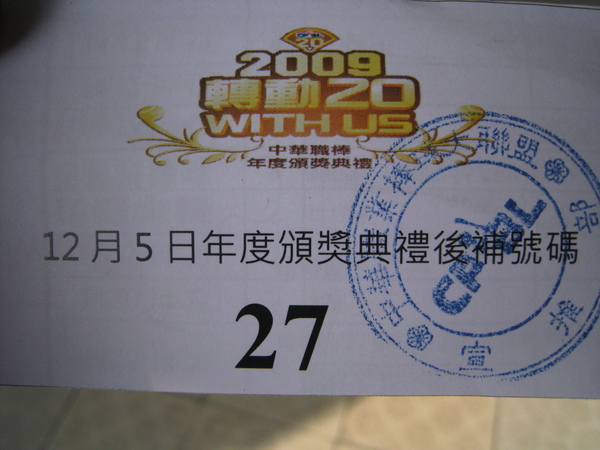 20
2009
轉動20
WITH US
中華職棒
年度頒獎典禮
12月5日年度頒獎典禮後補號碼
27
中華職業棒球大聯盟
CPBL
宣推部